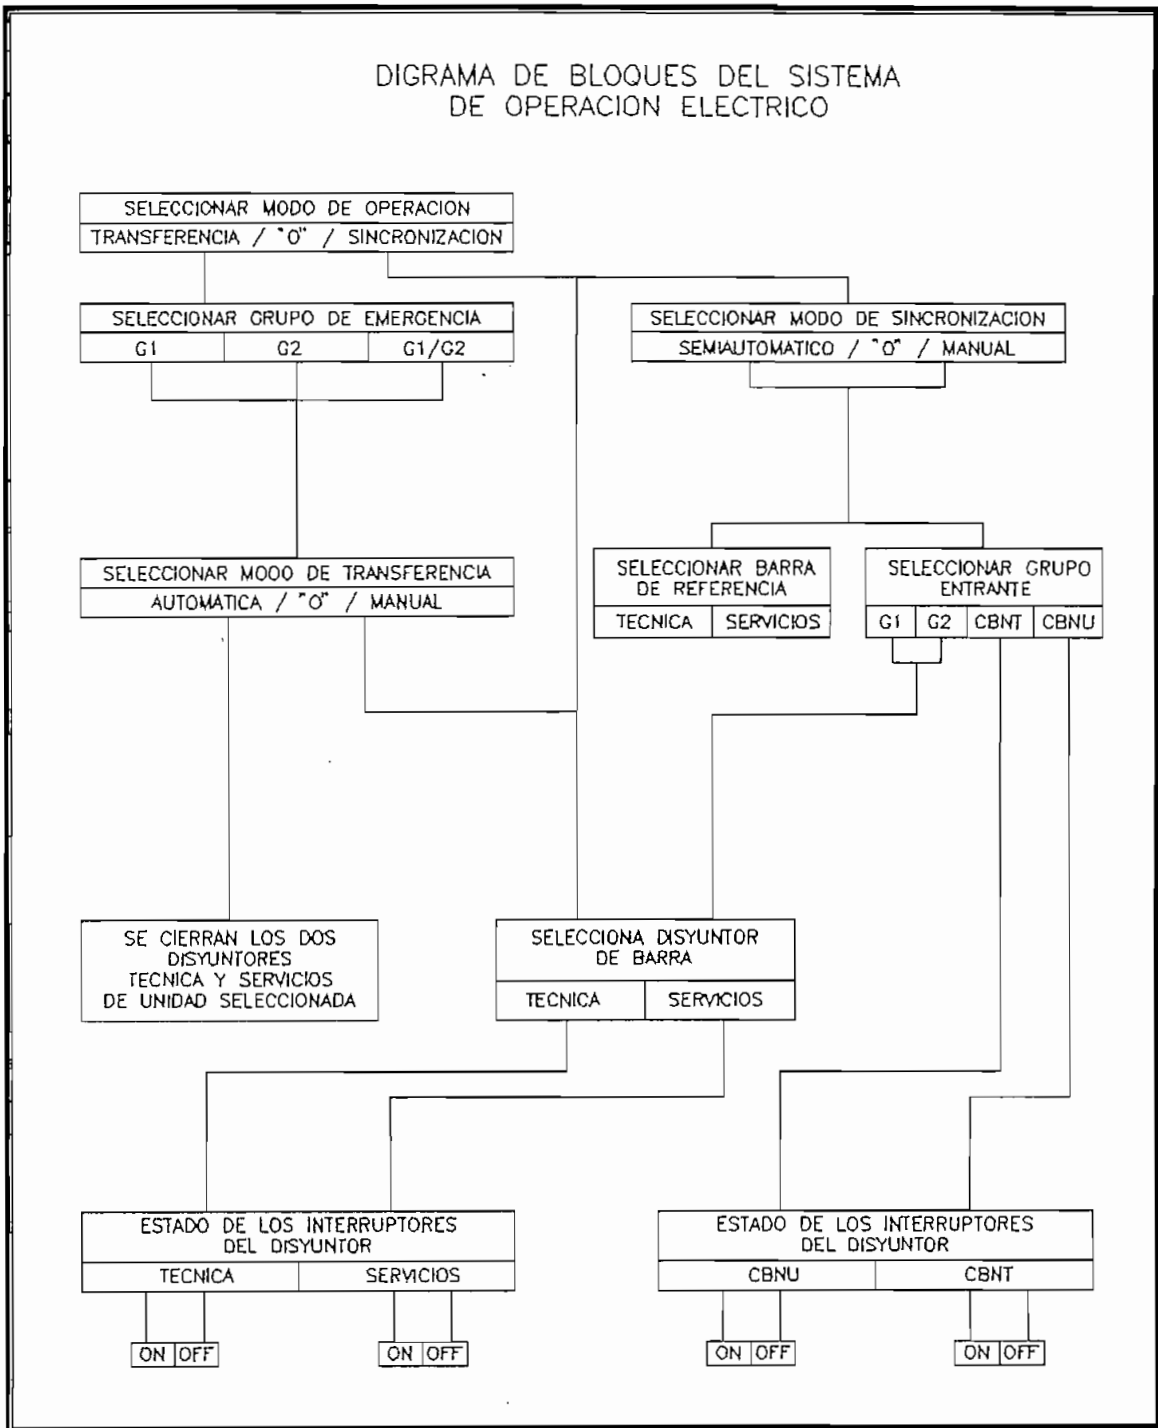 DIGRAMA DE BLOQUES DEL SISTEMA
DE OPERACION ELECTRICO
SELECCIONAR MODO DE OPERACION
TRANSFERENCIA / "O" / SINCRONIZACION
SELECCIONAR GRUPO DE EMERGENCIA
G1 G2 G1/G2
SELECCIONAR MODO DE SINCRONIZACION
SEMIAUTOMATICO / "O" / MANUAL
SELECCIONAR MODO DE TRANSFERENCIA
AUTOMATICA / "O" / MANUAL
SELECCIONAR BARRA
DE REFERENCIA
TECNICA SERVICIOS
SELECCIONAR GRUPO
ENTRANTE
G1 G2 CBNT CBNU
SE CIERRAN LOS DOS
DISYUNTORES
TECNICA Y SERVICIOS
DE UNIDAD SELECCIONADA
SELECCIONA DISYUNTOR
DE BARRA
TECNICA SERVICIOS
ESTADO DE LOS INTERRUPTORES
DEL DISYUNTOR
TECNICA SERVICIOS
ON OFF ON OFF
ESTADO DE LOS INTERRUPTORES
DEL DISYUNTOR
CBNU CBNT
ON OFF ON OFF